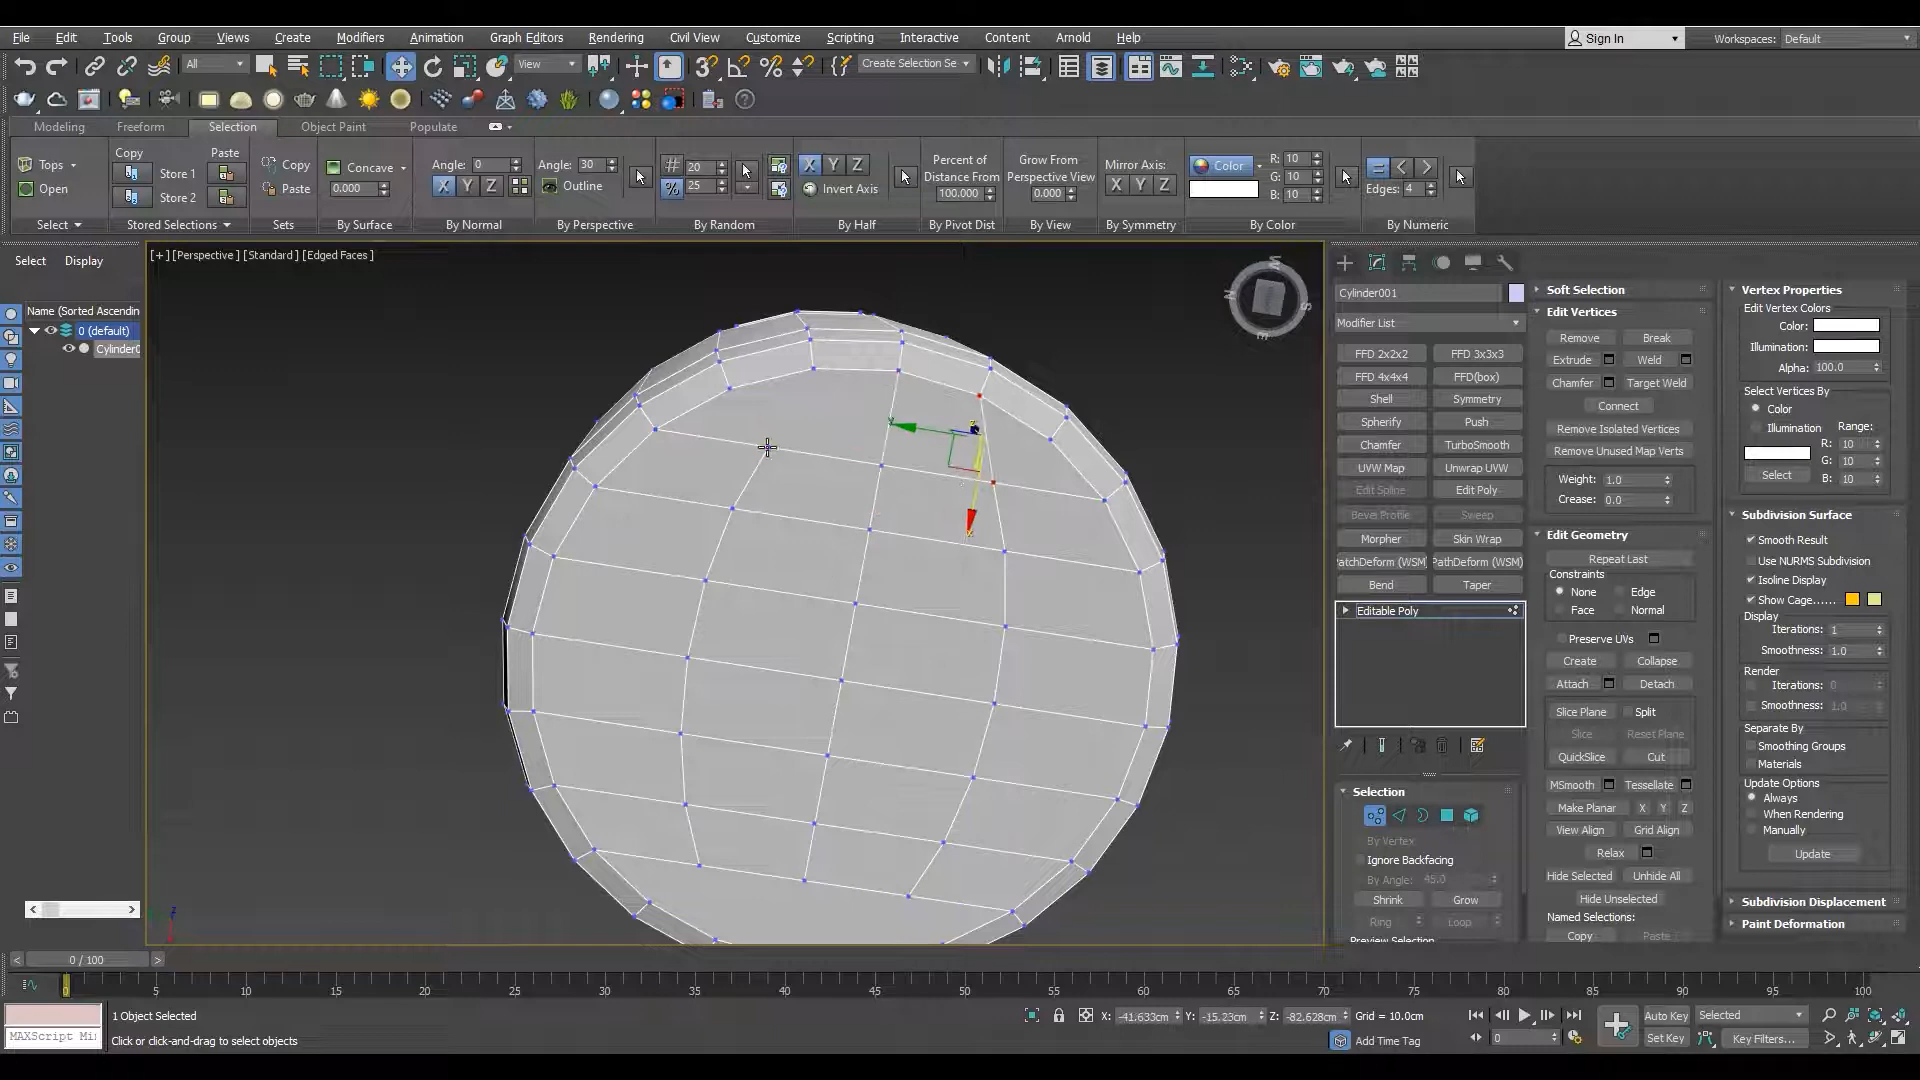 File Edit Tools Group Views Create Modifiers Animation Graph Editors Rendering Civil View Customize Scripting Interactive Content Arnold Help Sign In Workspaces: Default
All View Create Selection Se
Modeling Freeform Selection Object Paint Populate
Tops Copy Paste Copy Concave Angle: 0 Angle: 30 20 X Y Z Percent of Grow From Mirror Axis: Color R: 10
Store 1 Distance From Perspective View G: 10
Open Store 2 Paste 0.000 X Y Z Outline % 25 Invert Axis 100.000 0.000 X Y Z B: 10 Edges: 4
Select Stored Selections Sets By Surface By Normal By Perspective By Random By Half By Pivot Dist By View By Symmetry By Color By Numeric
Select Display
Name (Sorted Ascendin
0 (default)
Cylinder0
[+] [Perspective ] [Standard ] [Edged Faces ]
Cylinder001
Modifier List
FFD 2x2x2 FFD 3x3x3
FFD 4x4x4 FFD(box)
Shell Symmetry
Spherify Push
Chamfer TurboSmooth
UVW Map Unwrap UVW
Edit Spline Edit Poly
Bevel Profile Sweep
Morpher Skin Wrap
PatchDeform (WSM) PathDeform (WSM)
Bend Taper
Editable Poly
Selection
By Vertex
Ignore Backfacing
By Angle: 45.0
Shrink Grow
Ring Loop
Preview Selection
Soft Selection
Edit Vertices
Remove Break
Extrude Weld
Chamfer Target Weld
Connect
Remove Isolated Vertices
Remove Unused Map Verts
Weight: 1.0
Crease: 0.0
Edit Geometry
Repeat Last
Constraints
None Edge
Face Normal
Preserve UVs
Create Collapse
Attach Detach
Slice Plane Split
Slice Reset Plane
QuickSlice Cut
MSmooth Tessellate
Make Planar X Y Z
View Align Grid Align
Relax
Hide Selected Unhide All
Hide Unselected
Named Selections:
Copy Paste
Vertex Properties
Edit Vertex Colors
Color:
Illumination:
Alpha: 100.0
Select Vertices By
Color
Illumination Range:
R: 10
G: 10
Select B: 10
Subdivision Surface
Smooth Result
Use NURMS Subdivision
Isoline Display
Show Cage......
Display
Iterations: 1
Smoothness: 1.0
Render
Iterations: 0
Smoothness: 1.0
Separate By
Smoothing Groups
Materials
Update Options
Always
When Rendering
Manually
Update
Subdivision Displacement
Paint Deformation
< 0 / 100 >
0 5 10 15 20 25 30 35 40 45 50 55 60 65 70 75 80 85 90 95 100
1 Object Selected X: -41.633cm Y: -15.23cm Z: -82.628cm Grid = 10.0cm Auto Key Selected
MAXScript Mi Click or click-and-drag to select objects Add Time Tag 0 Set Key Key Filters...